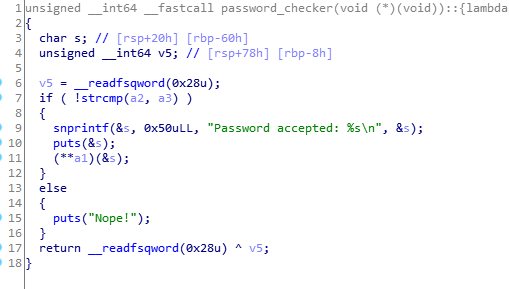 1 unsigned __int64 __fastcall password_checker(void (*)(void))::{lambda
2 {
3 char s; // [rsp+20h] [rbp-60h]
4 unsigned __int64 v5; // [rsp+78h] [rbp-8h]
5
6 v5 = __readfsqword(0x28u);
7 if ( !strcmp(a2, a3) )
8 {
9 snprintf(&s, 0x50uLL, "Password accepted: %s\n", &s);
10 puts(&s);
11 (**a1)(&s);
12 }
13 else
14 {
15 puts("Nope!");
16 }
17 return __readfsqword(0x28u) ^ v5;
18 }